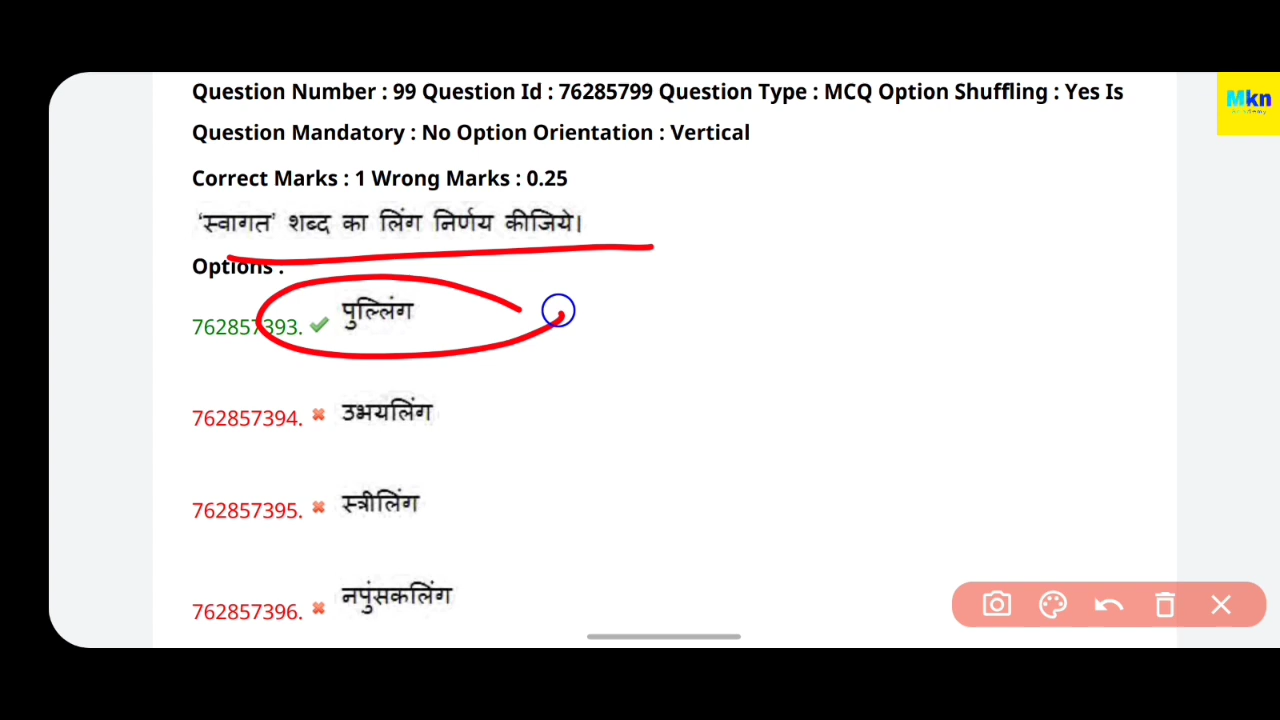 Question Number : 99 Question Id : 76285799 Question Type : MCQ Option Shuffling : Yes Is
Question Mandatory : No Option Orientation : Vertical
Correct Marks : 1 Wrong Marks : 0.25
‘स्वागत’ शब्द का लिंग निर्णय कीजिये।
Options :
762857393. पुल्लिंग
762857394. उभयलिंग
762857395. स्त्रीलिंग
762857396. नपुंसकलिंग
Mkn
Academy